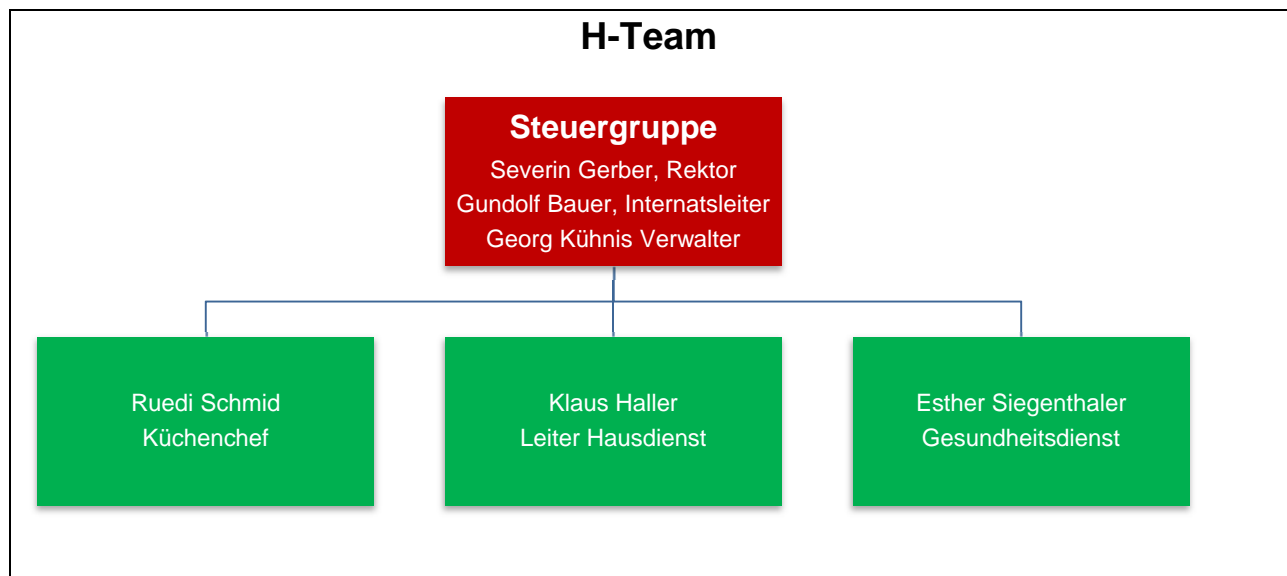 H-Team
Steuergruppe
Severin Gerber, Rektor
Gundolf Bauer, Internatsleiter
Georg Kühnis Verwalter
Ruedi Schmid
Küchenchef
Klaus Haller
Leiter Hausdienst
Esther Siegenthaler
Gesundheitsdienst